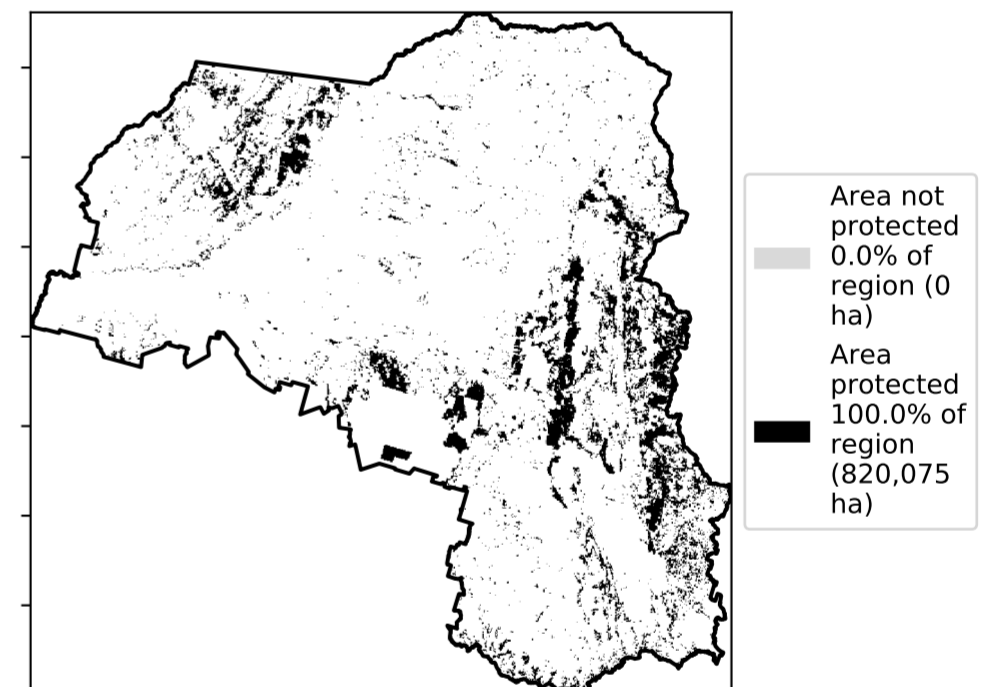 Area not
protected
0.0% of
region (0
ha)
Area
protected
100.0% of
region
(820,075
ha)